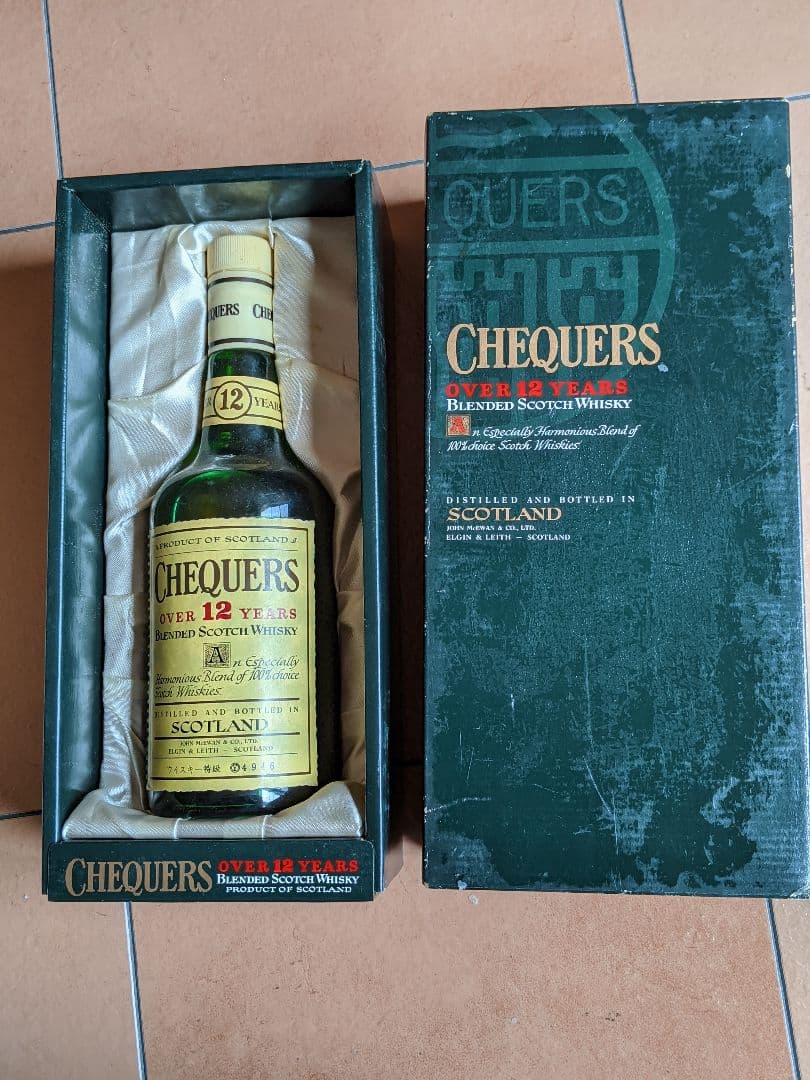 QUERS CHE
12 YEAR
A PRODUCT OF SCOTLAND
CHEQUERS
OVER 12 YEARS
BLENDED SCOTCH WHISKY
An Especially
Harmonious Blend of 100% choice
Scotch Whiskies.
DISTILLED AND BOTTLED IN
SCOTLAND
JOHN McEWAN & CO., LTD.
ELGIN & LEITH – SCOTLAND
ウイスキー特級 4946
CHEQUERS OVER 12 YEARS
BLENDED SCOTCH WHISKY
PRODUCT OF SCOTLAND
QUERS
CHEQUERS
OVER 12 YEARS
BLENDED SCOTCH WHISKY
An Especially Harmonious Blend of
100% choice Scotch Whiskies.
DISTILLED AND BOTTLED IN
SCOTLAND
JOHN McEWAN & CO., LTD.
ELGIN & LEITH – SCOTLAND